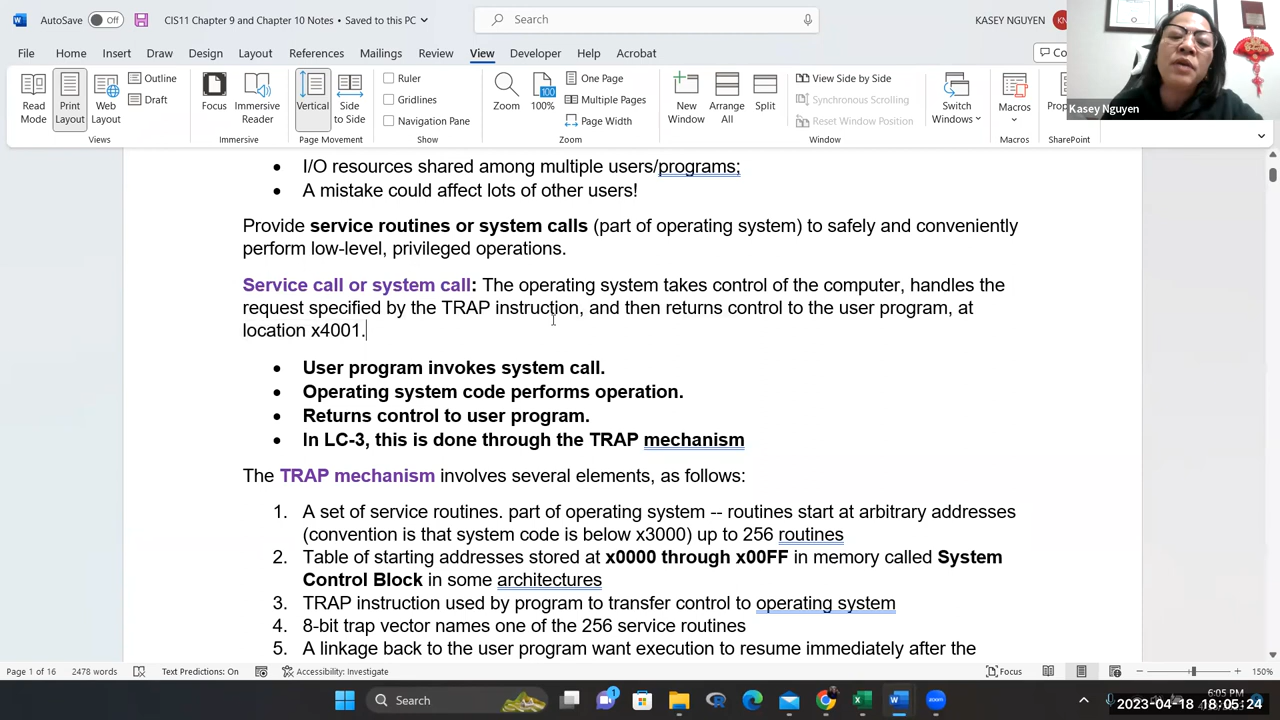 AutoSave Off CIS11 Chapter 9 and Chapter 10 Notes • Saved to this PC Search KASEY NGUYEN
File Home Insert Draw Design Layout References Mailings Review View Developer Help Acrobat
Read Mode
Print Layout
Web Layout
Outline
Draft
Views
Focus
Immersive Reader
Immersive
Vertical
Side to Side
Page Movement
Ruler
Gridlines
Navigation Pane
Show
Zoom
100
100%
One Page
Multiple Pages
Page Width
Zoom
New Window
Arrange All
Split
View Side by Side
Synchronous Scrolling
Reset Window Position
Window
Switch Windows
Macros
Macros
SharePoint
Kasey Nguyen
• I/O resources shared among multiple users/programs;
• A mistake could affect lots of other users!
Provide service routines or system calls (part of operating system) to safely and conveniently
perform low-level, privileged operations.
Service call or system call: The operating system takes control of the computer, handles the
request specified by the TRAP instruction, and then returns control to the user program, at
location x4001.
• User program invokes system call.
• Operating system code performs operation.
• Returns control to user program.
• In LC-3, this is done through the TRAP mechanism
The TRAP mechanism involves several elements, as follows:
1. A set of service routines. part of operating system -- routines start at arbitrary addresses
(convention is that system code is below x3000) up to 256 routines
2. Table of starting addresses stored at x0000 through x00FF in memory called System
Control Block in some architectures
3. TRAP instruction used by program to transfer control to operating system
4. 8-bit trap vector names one of the 256 service routines
5. A linkage back to the user program want execution to resume immediately after the
Page 1 of 16 2478 words Text Predictions: On Accessibility: Investigate Focus 150%
Search
zoom
6:05 PM
2023-04-18 18:05:24